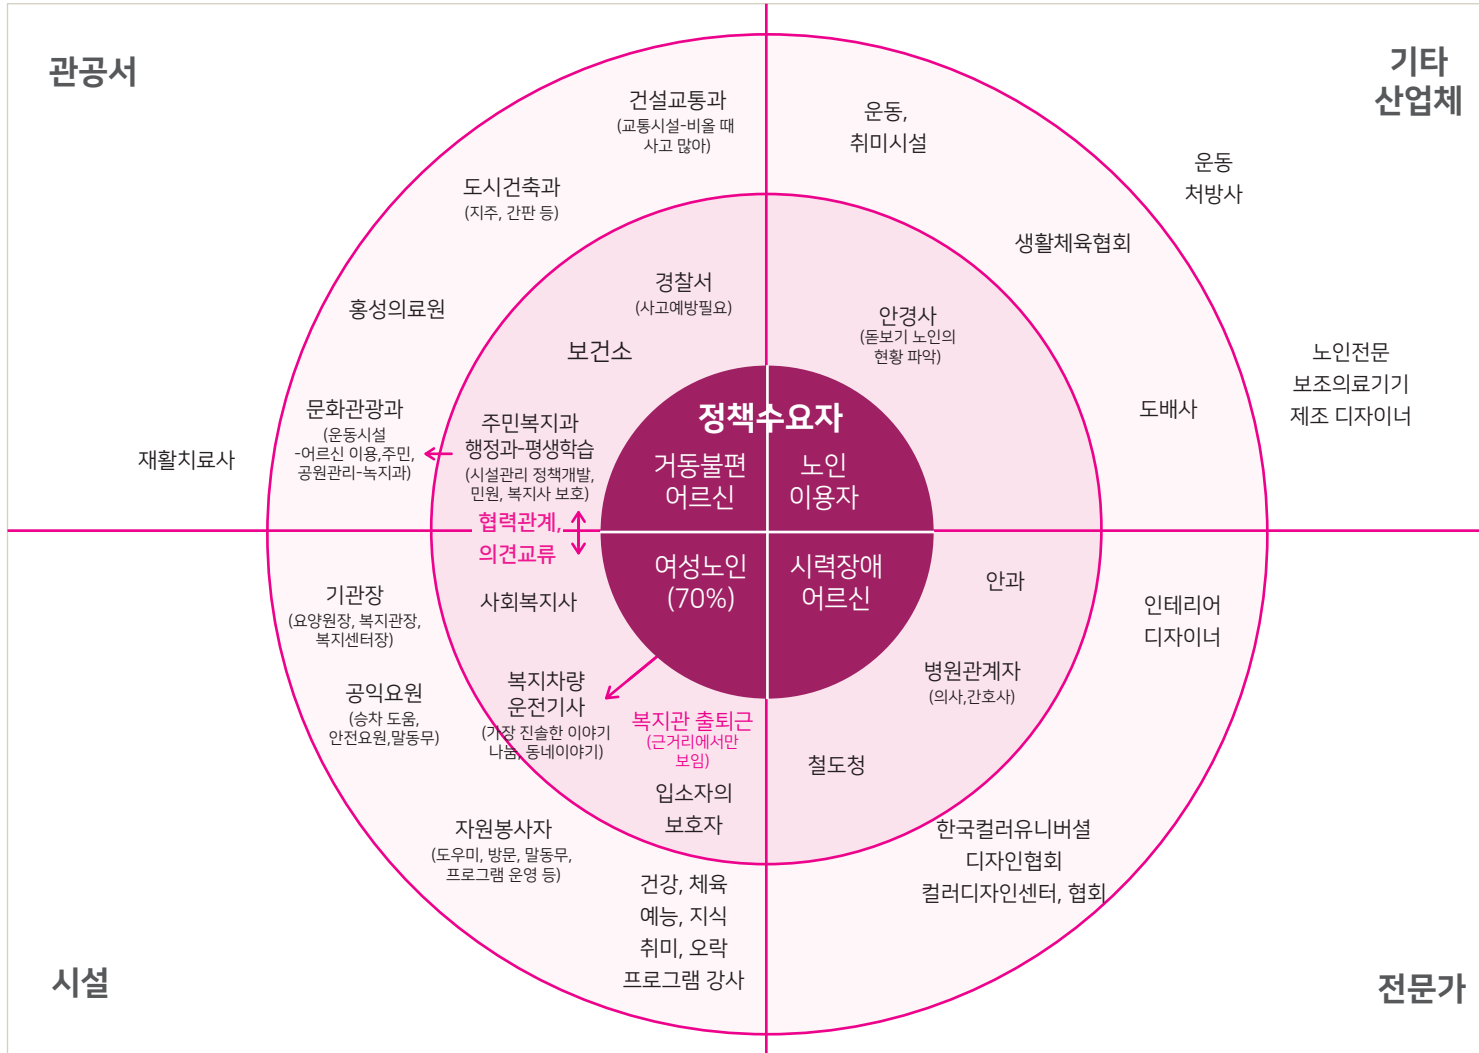 관공서
건설교통과
(교통시설-비올 때
사고 많아)
도시건축과
(지주, 간판 등)
경찰서
(사고예방필요)
홍성의료원
보건소
문화관광과
(운동시설
-어르신 이용,주민,
공원관리-녹지과)
주민복지과
행정과-평생학습
(시설관리 정책개발,
민원, 복지사 보호)
재활치료사
기타
산업체
운동,
취미시설
운동
처방사
생활체육협회
안경사
(돋보기 노인의
현황 파악)
노인전문
보조의료기기
제조 디자이너
도배사
정책수요자
거동불편
어르신
노인
이용자
여성노인
(70%)
시력장애
어르신
협력관계,
의견교류
기관장
(요양원장, 복지관장,
복지센터장)
사회복지사
공익요원
(승차 도움,
안전요원,말동무)
복지차량
운전기사
(가장 진솔한 이야기
나눔, 동네이야기)
복지관 출퇴근
(근거리에서만
보임)
입소자의
보호자
자원봉사자
(도우미, 방문, 말동무,
프로그램 운영 등)
건강, 체육
예능, 지식
취미, 오락
프로그램 강사
시설
안과
인테리어
디자이너
병원관계자
(의사,간호사)
철도청
한국컬러유니버셜
디자인협회
컬러디자인센터, 협회
전문가